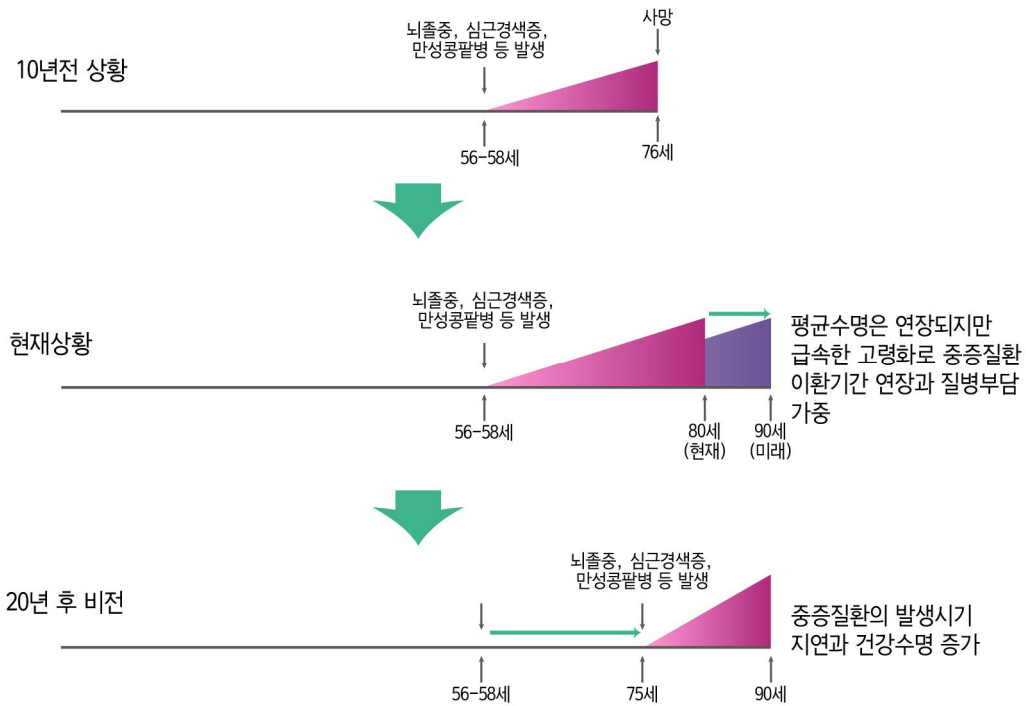 사망
뇌졸중, 심근경색증,
만성콩팥병 등 발생
10년전 상황
56-58세
76세
뇌졸중, 심근경색증,
만성콩팥병 등 발생
현재상황
평균수명은 연장되지만
급속한 고령화로 중증질환
이환기간 연장과 질병부담
가중
56-58세
80세
(현재)
90세
(미래)
뇌졸중, 심근경색증,
만성콩팥병 등 발생
20년 후 비전
중증질환의 발생시기
지연과 건강수명 증가
56-58세
75세
90세